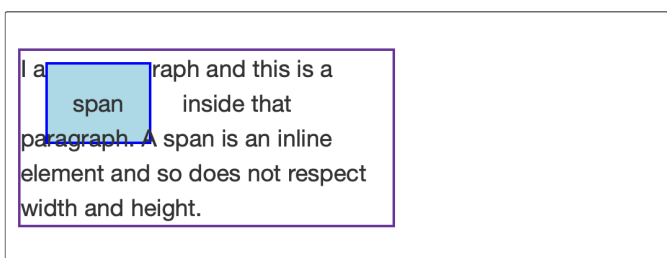 I a raph and this is a
span inside that
paragraph. A span is an inline
element and so does not respect
width and height.